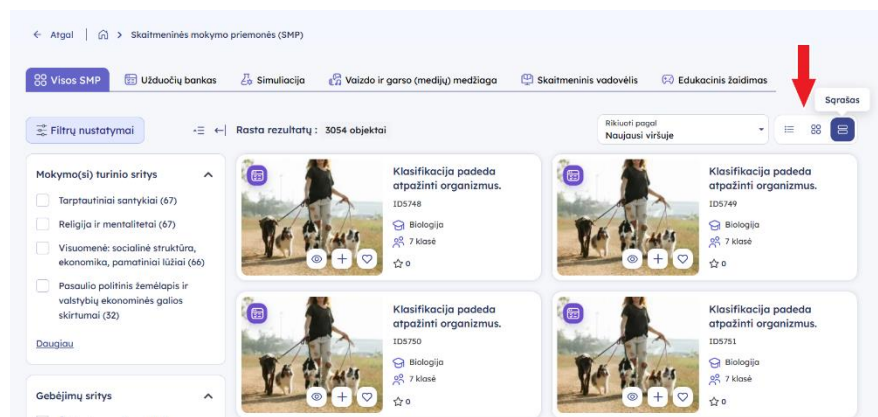 Atgal
Skaitmeninės mokymo priemonės (SMP)
Visos SMP
Užduočių bankas
Simuliacija
Vaizdo ir garso (medijų) medžiaga
Skaitmeninis vadovėlis
Edukacinis žaidimas
Sąrašas
Filtrų nustatymai
Rasta rezultatų : 3054 objektai
Rikiuoti pagal
Naujausi viršuje
Mokymo(si) turinio sritys
Tarptautiniai santykiai (67)
Religija ir mentalitetai (67)
Visuomenė: socialinė struktūra,
ekonomika, pamatiniai lūžiai (66)
Pasaulio politinis žemėlapis ir
valstybių ekonominės galios
skirtumai (32)
Daugiau
Gebėjimų sritys
Klasifikacija padeda
atpažinti organizmus.
ID5748
Biologija
7 klasė
0
Klasifikacija padeda
atpažinti organizmus.
ID5749
Biologija
7 klasė
0
Klasifikacija padeda
atpažinti organizmus.
ID5750
Biologija
7 klasė
0
Klasifikacija padeda
atpažinti organizmus.
ID5751
Biologija
7 klasė
0